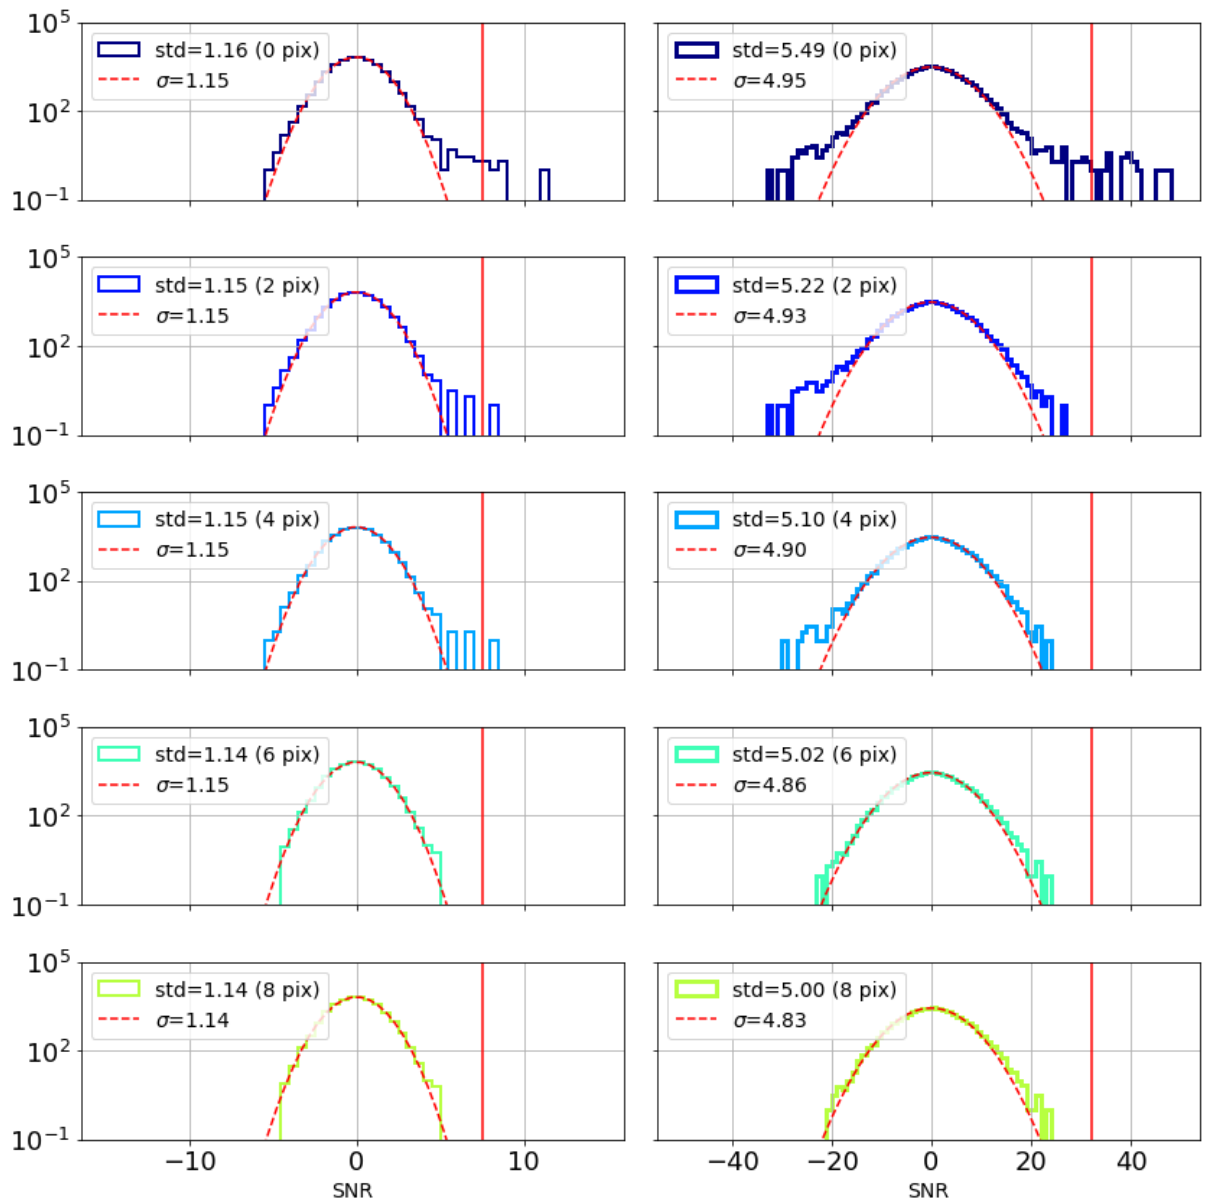 10^5
10^2
10^-1
std=1.16 (0 pix)
σ=1.15
std=5.49 (0 pix)
σ=4.95
10^5
10^2
10^-1
std=1.15 (2 pix)
σ=1.15
std=5.22 (2 pix)
σ=4.93
10^5
10^2
10^-1
std=1.15 (4 pix)
σ=1.15
std=5.10 (4 pix)
σ=4.90
10^5
10^2
10^-1
std=1.14 (6 pix)
σ=1.15
std=5.02 (6 pix)
σ=4.86
10^5
10^2
10^-1
std=1.14 (8 pix)
σ=1.14
std=5.00 (8 pix)
σ=4.83
−10 0 10
SNR
−40 −20 0 20 40
SNR